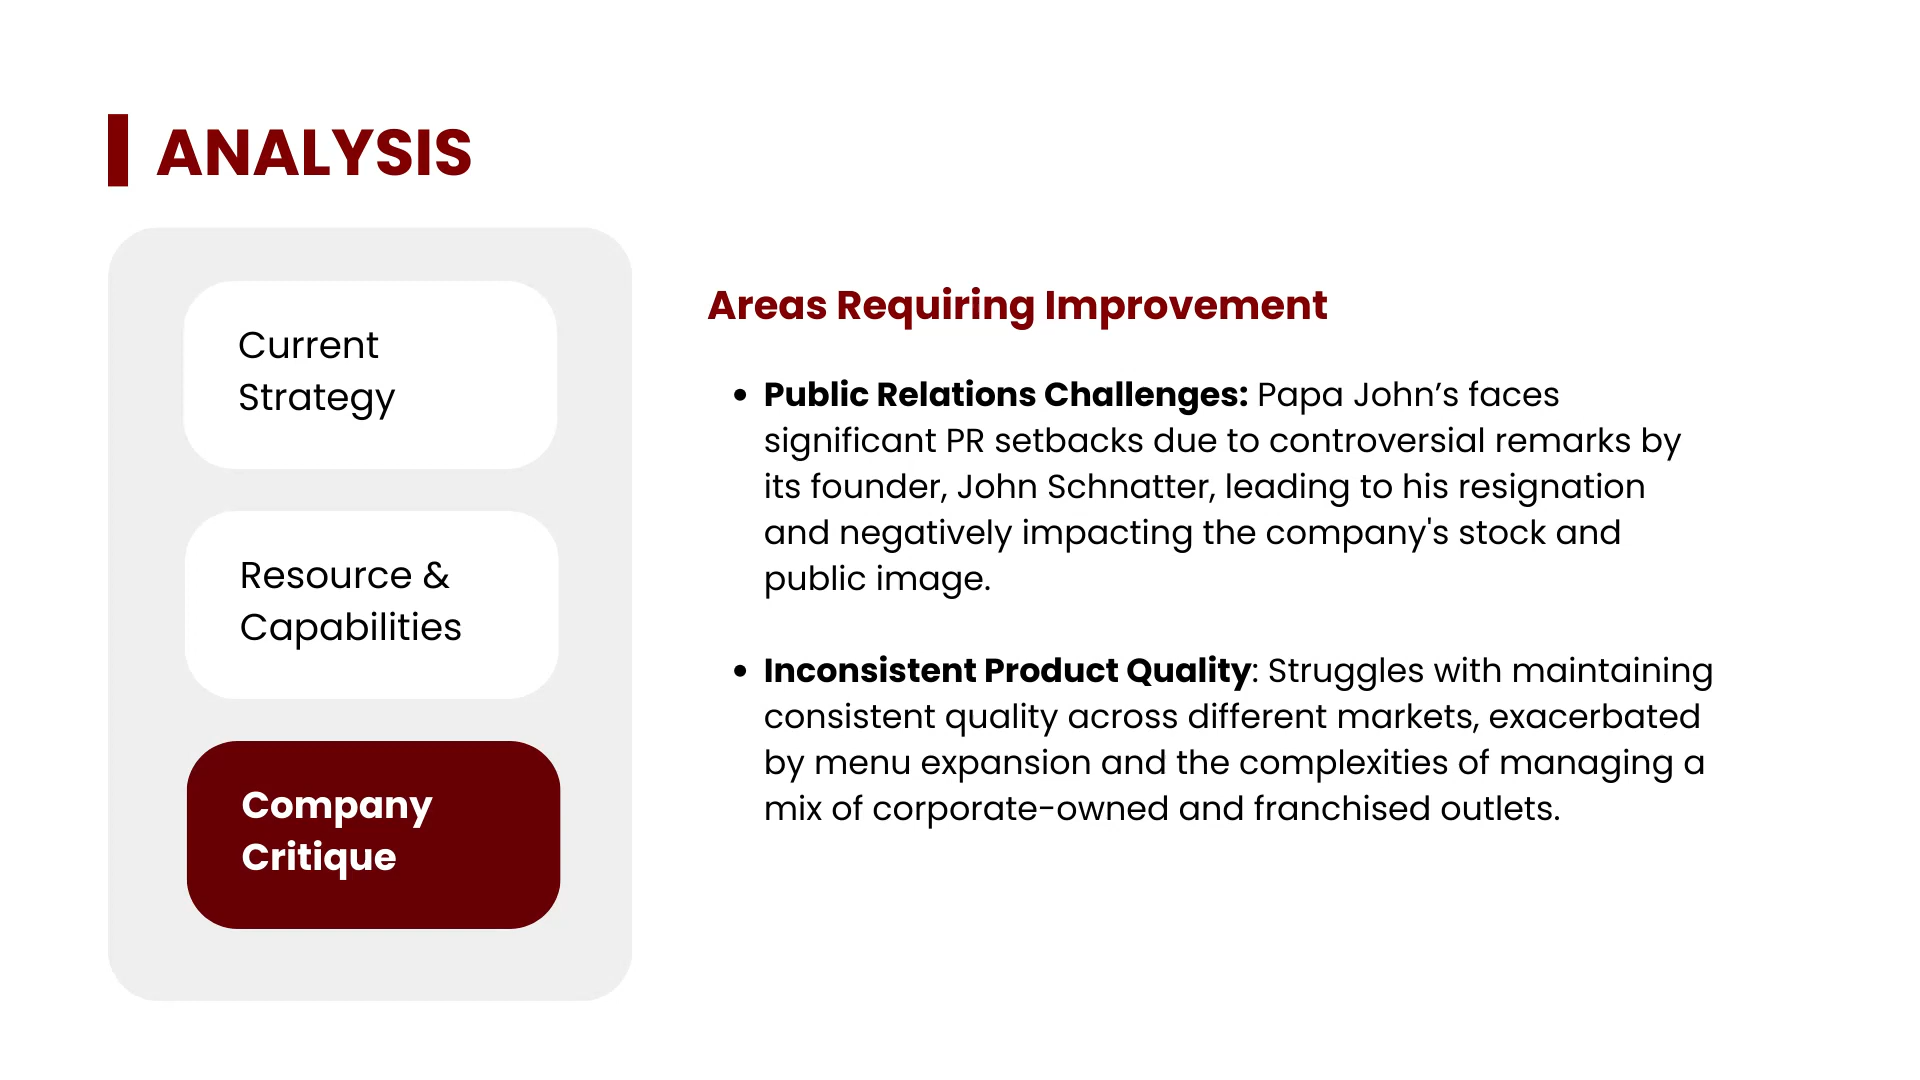 ANALYSIS
Current
Strategy
Resource &
Capabilities
Company
Critique
Areas Requiring Improvement
• Public Relations Challenges: Papa John’s faces
significant PR setbacks due to controversial remarks by
its founder, John Schnatter, leading to his resignation
and negatively impacting the company's stock and
public image.
• Inconsistent Product Quality: Struggles with maintaining
consistent quality across different markets, exacerbated
by menu expansion and the complexities of managing a
mix of corporate-owned and franchised outlets.